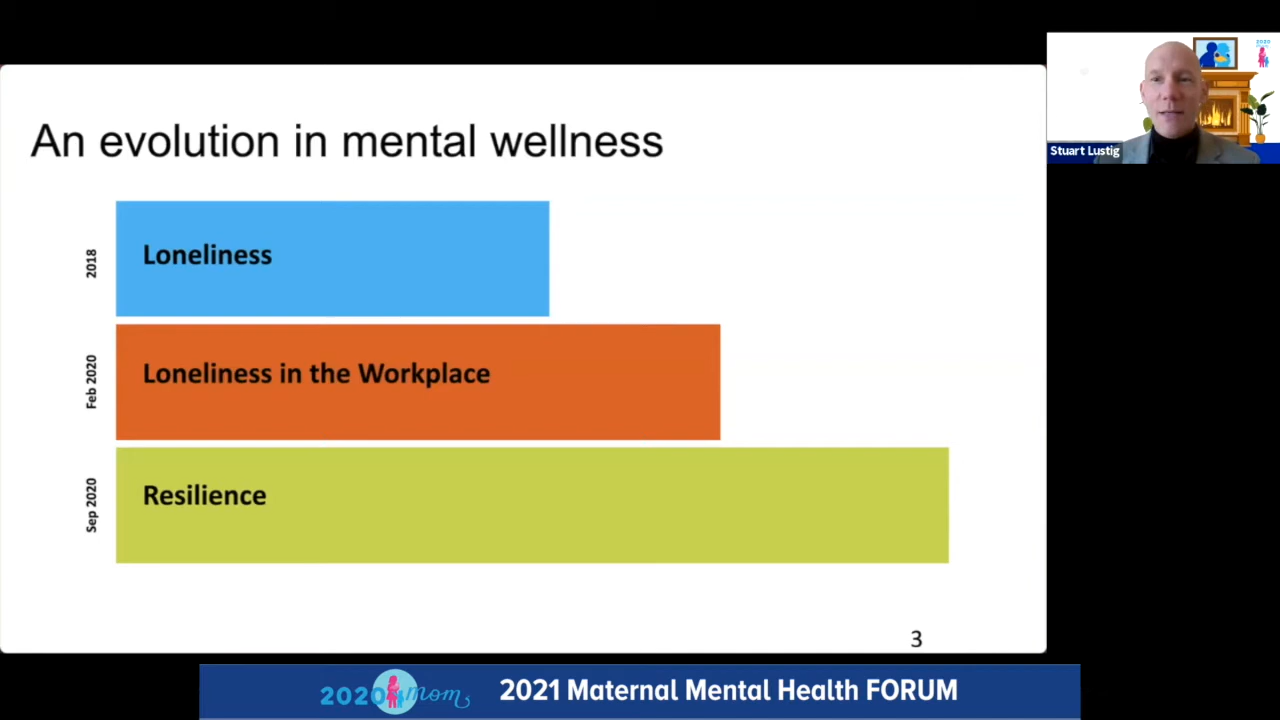 An evolution in mental wellness
2018
Loneliness
Feb 2020
Loneliness in the Workplace
Sep 2020
Resilience
3
Stuart Lustig
2020 mom
2021 Maternal Mental Health FORUM